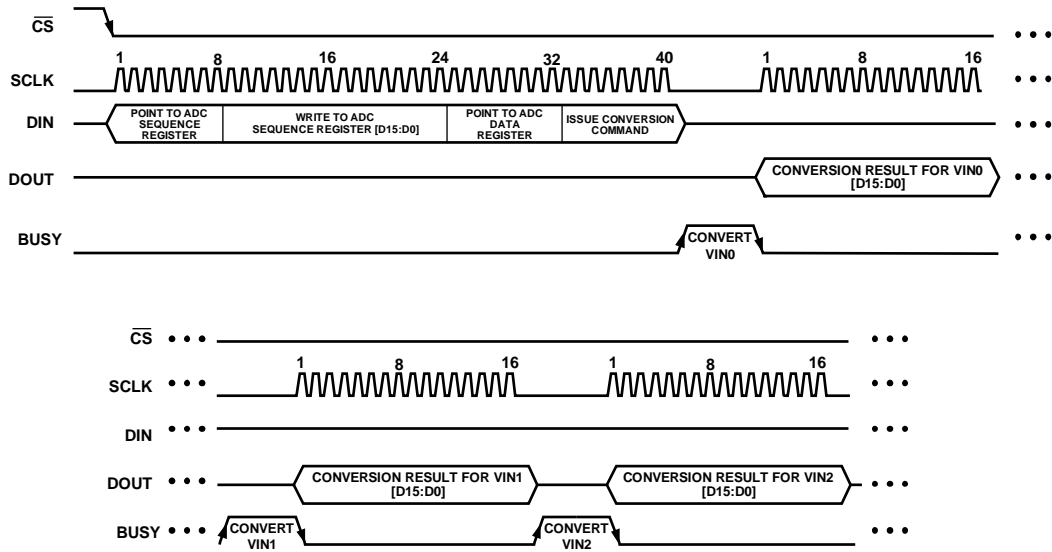 CS
1 8 16 24 32 40 1 8 16
SCLK
DIN
POINT TO ADC
SEQUENCE
REGISTER
WRITE TO ADC
SEQUENCE REGISTER [D15:D0]
POINT TO ADC
DATA
REGISTER
ISSUE CONVERSION
COMMAND
DOUT
CONVERSION RESULT FOR VIN0
[D15:D0]
BUSY
CONVERT
VIN0
CS
1 8 16 1 8 16
SCLK
DIN
DOUT
CONVERSION RESULT FOR VIN1
[D15:D0]
CONVERSION RESULT FOR VIN2
[D15:D0]
BUSY
CONVERT
VIN1
CONVERT
VIN2